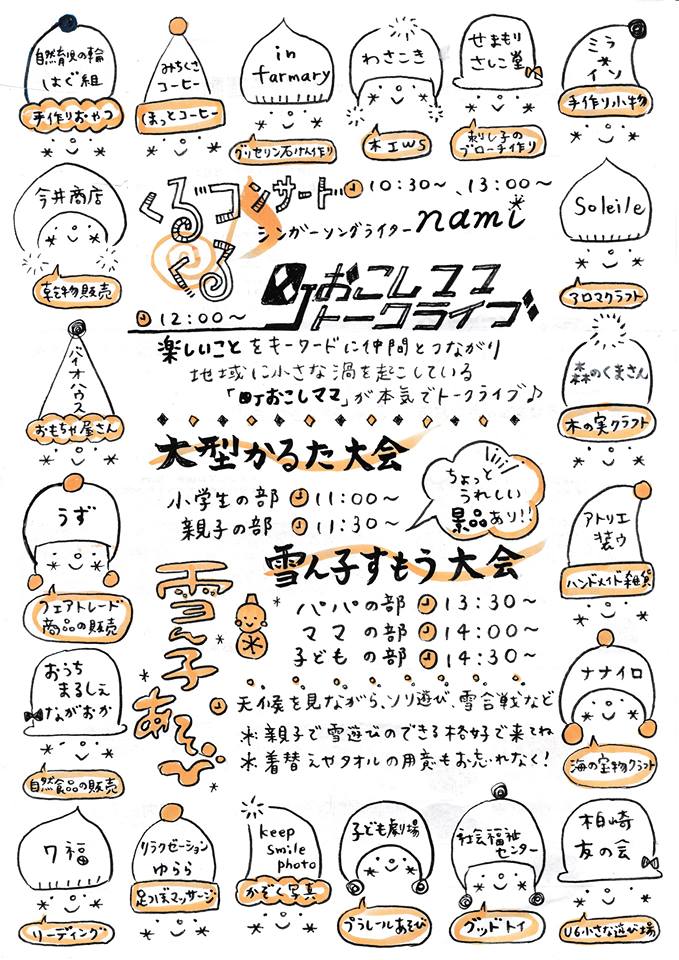 自然育児の輪
はぐ組
手作りおやつ
みちくさ
コーヒー
ほっとコーヒー
in
farmary
グリセリン石けん作り
わさこき
木工WS
せまもり
さしこ堂
刺し子の
ブローチ作り
ミラ
イン
手作り小物
今井商店
乾物販売
くるくるコンサート 10:30～、13:00～
シンガーソングライター nami
Soleile
アロマクラフト
12:00～
町おこしママ
トークライブ
楽しいことをキーワードに仲間とつながり
地域に小さな渦を起こしている
「町おこしママ」が本気でトークライブ♪
バイオハウス
おもちゃ屋さん
森のくまさん
木の実クラフト
大型かるた大会
小学生の部 11:00～
親子の部 11:30～
ちょっと
うれしい
景品あり!!
うず
フェアトレード
商品の販売
アトリエ
装ゥ
ハンドメイド雑貨
雪ん子すもう大会
パパの部 13:30～
ママの部 14:00～
子どもの部 14:30～
雪ん子あそび
天候を見ながら、ソリ遊び、雪合戦など
＊親子で雪遊びのできる格好で来てね
＊着替えやタオルの用意もお忘れなく!
おうち
まるしぇ
ながおか
自然食品の販売
ナナイロ
海の宝物クラフト
7福
リーディング
リラクゼーション
ゆらら
足つぼマッサージ
keep
smile
photo
かぞく写真
子ども劇場
プラレールあそび
社会福祉
センター
グッドトイ
柏崎
友の会
U6小さな遊び場